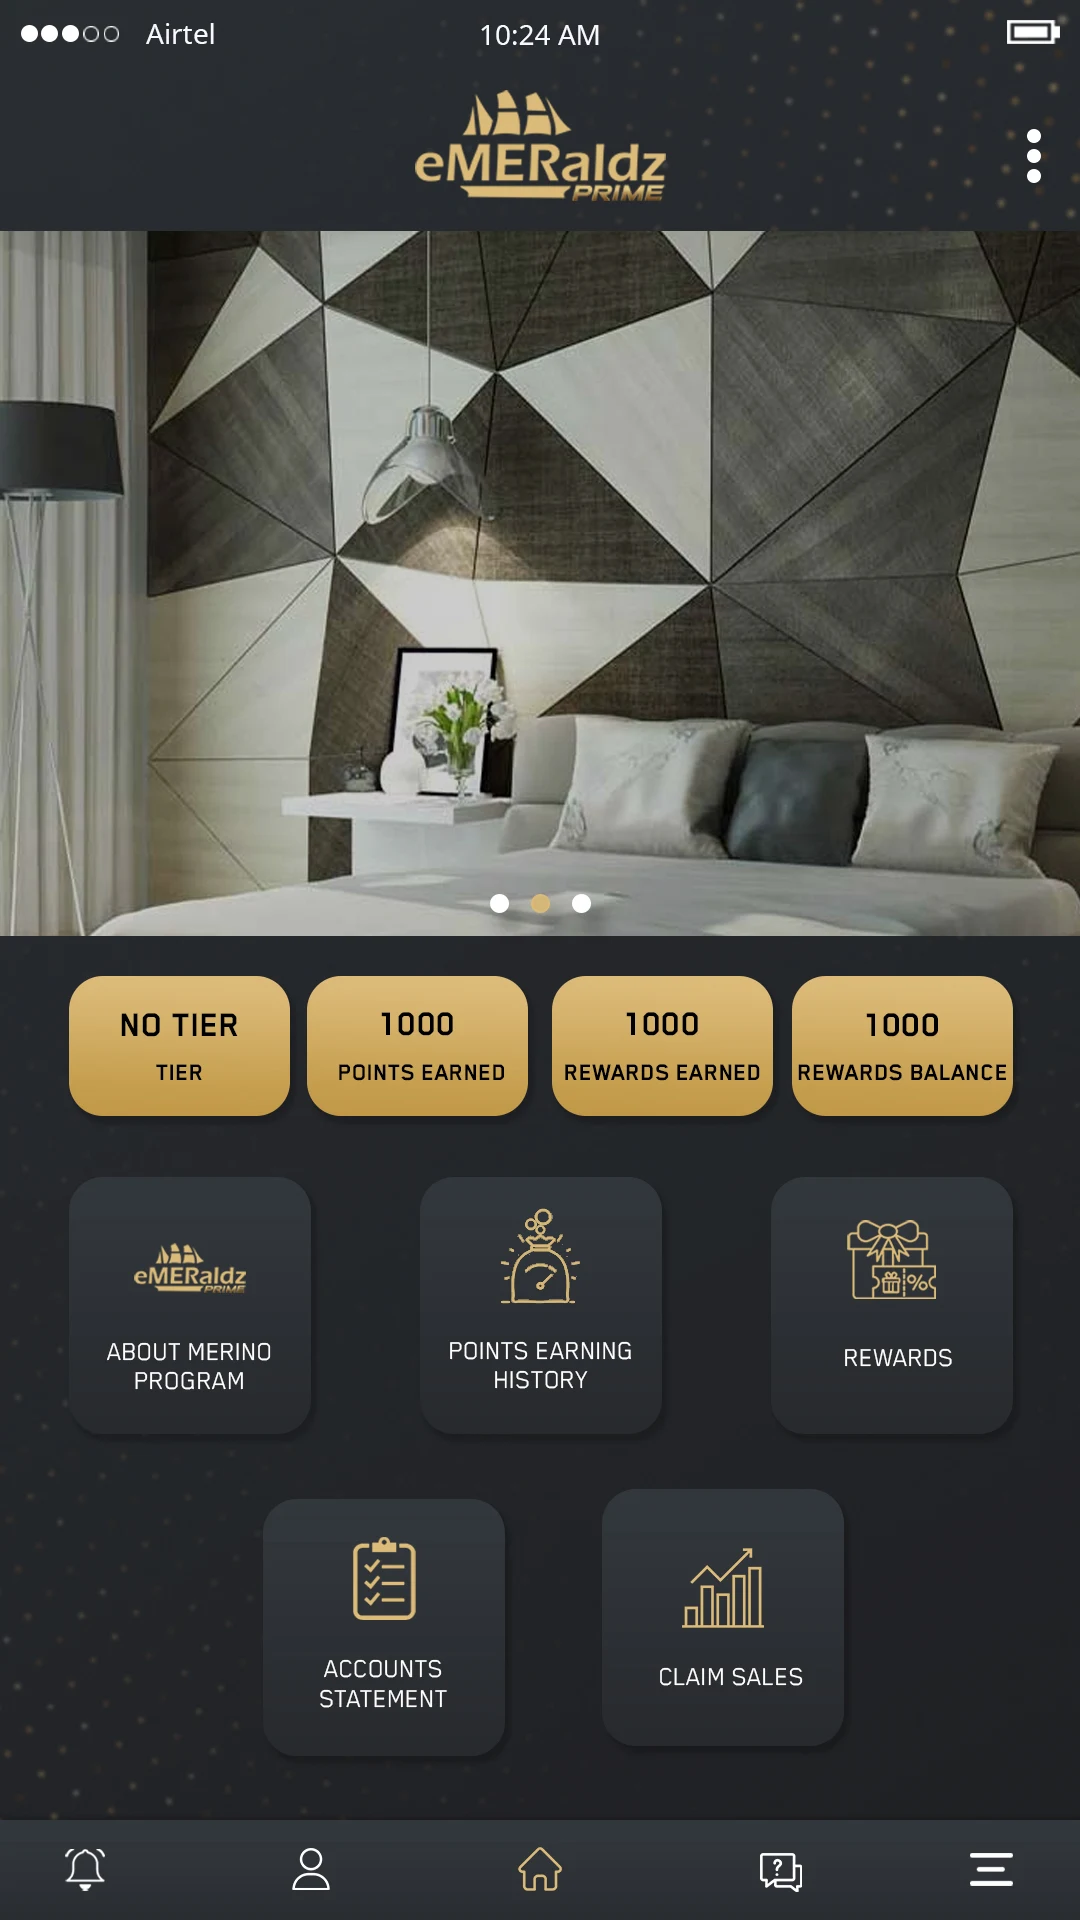 Airtel 10:24 AM
eMERaldz
PRIME
NO TIER
TIER
1000
POINTS EARNED
1000
REWARDS EARNED
1000
REWARDS BALANCE
eMERaldz
PRIME
ABOUT MERINO
PROGRAM
POINTS EARNING
HISTORY
%
REWARDS
ACCOUNTS
STATEMENT
CLAIM SALES
?